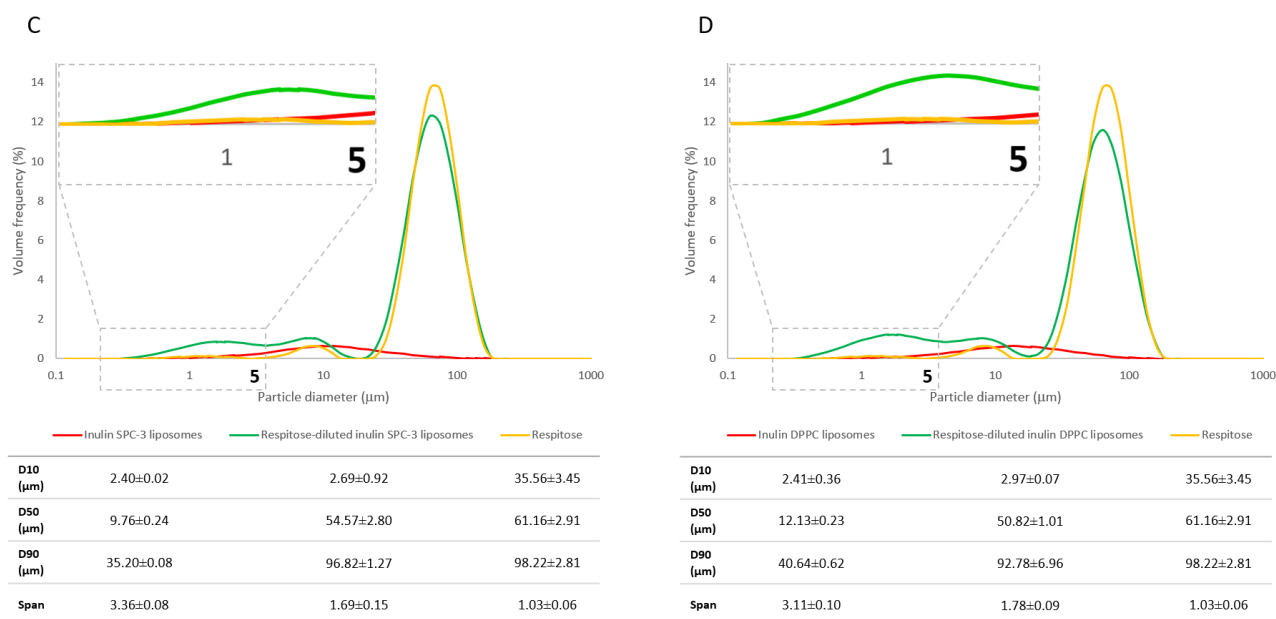 C
14
12
10
8
6
4
2
0
Volume frequency (%)
1
5
0.1
1
5
10
100
1000
Particle diameter (µm)
Inulin SPC-3 liposomes
Respitose-diluted inulin SPC-3 liposomes
Respitose
D10 (µm) 2.40±0.02 2.69±0.92 35.56±3.45
D50 (µm) 9.76±0.24 54.57±2.80 61.16±2.91
D90 (µm) 35.20±0.08 96.82±1.27 98.22±2.81
Span 3.36±0.08 1.69±0.15 1.03±0.06
D
14
12
10
8
6
4
2
0
Volume frequency (%)
1
5
0.1
1
5
10
100
1000
Particle diameter (µm)
Inulin DPPC liposomes
Respitose-diluted inulin DPPC liposomes
Respitose
D10 (µm) 2.41±0.36 2.97±0.07 35.56±3.45
D50 (µm) 12.13±0.23 50.82±1.01 61.16±2.91
D90 (µm) 40.64±0.62 92.78±6.96 98.22±2.81
Span 3.11±0.10 1.78±0.09 1.03±0.06